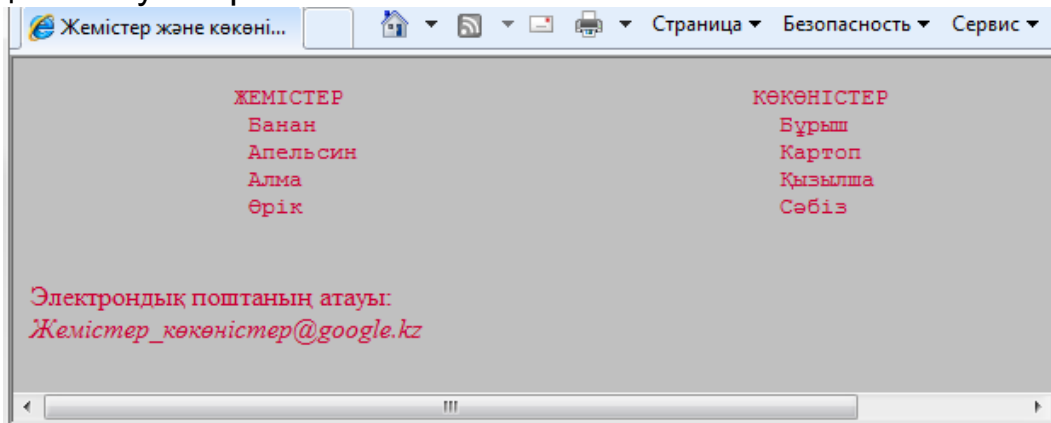 Жемістер және көкөні... Страница Безопасность Сервис
ЖЕМІСТЕР КӨКӨНІСТЕР
Банан Бұрыш
Апельсин Картоп
Алма Қызылша
Өрік Сәбіз
Электрондық поштаның атауы:
Жемістер_көкөністер@google.kz